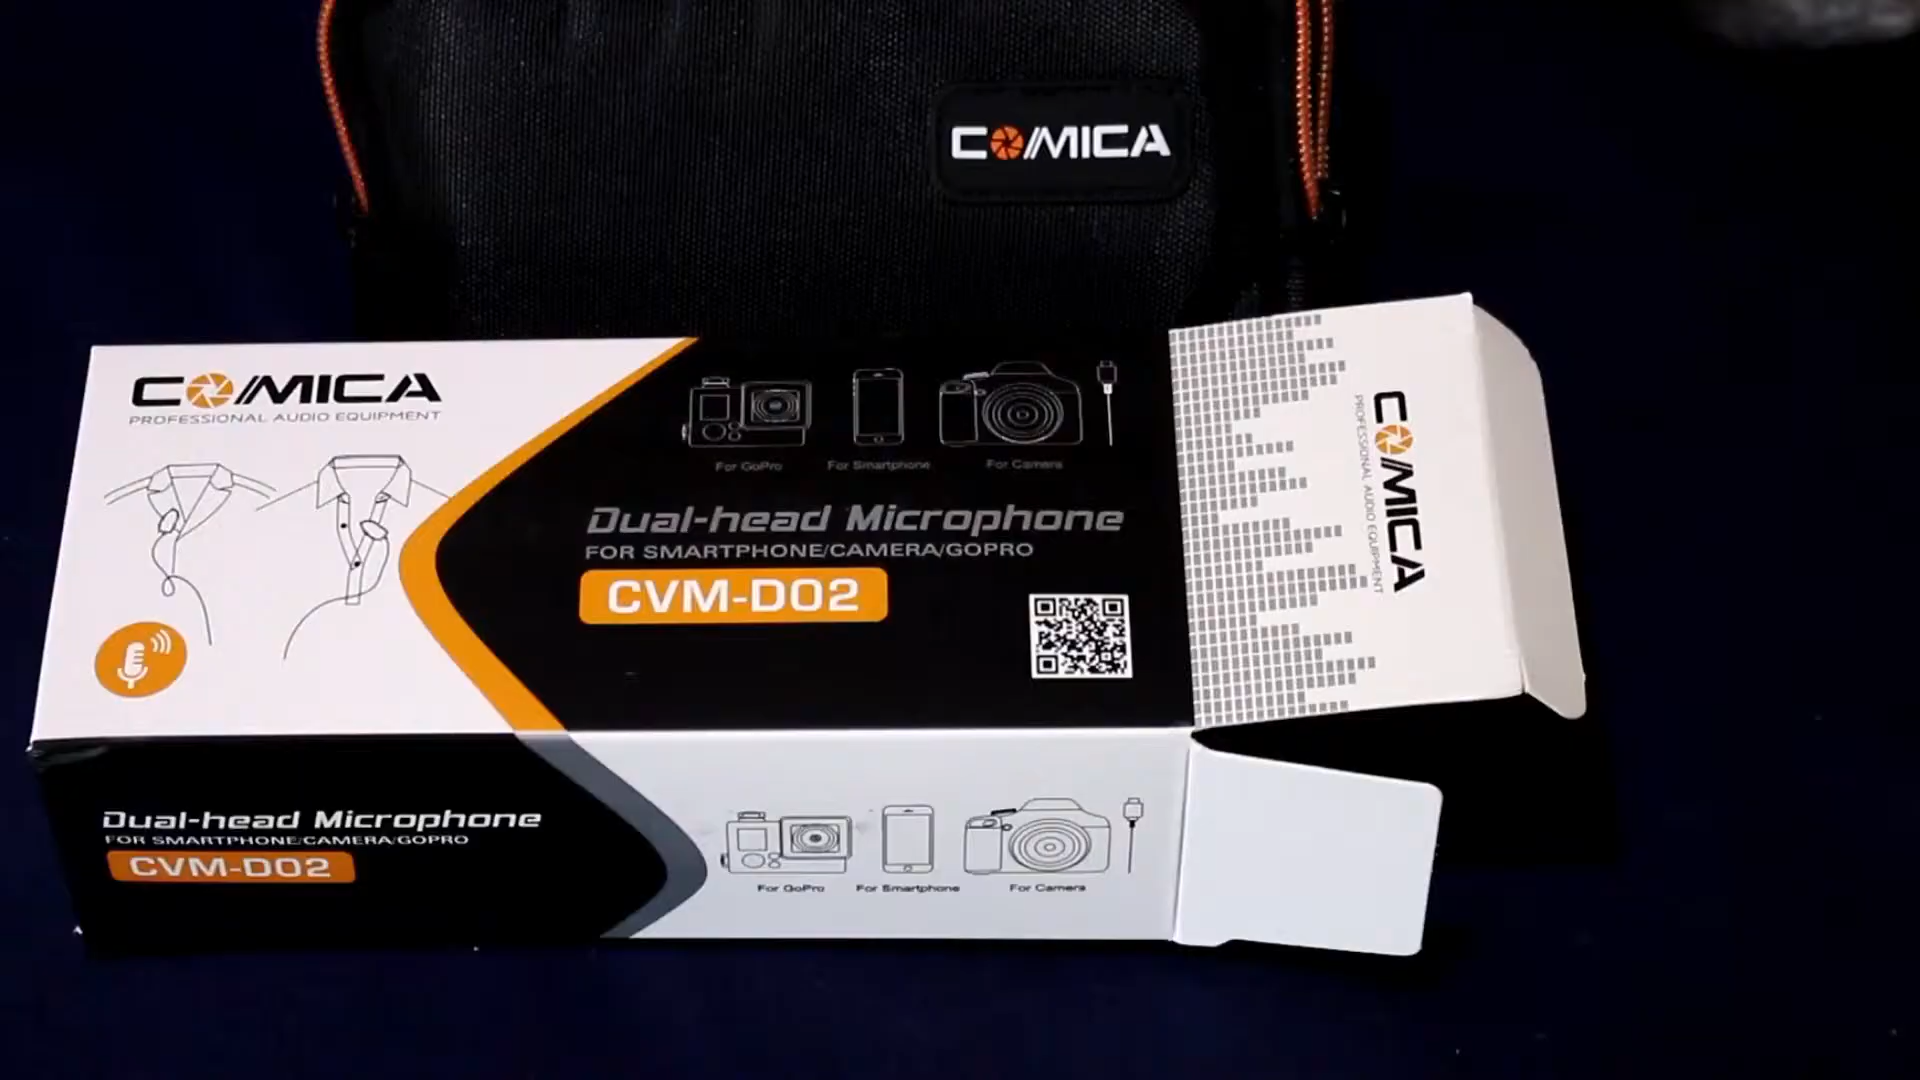 COMICA
COMICA
PROFESSIONAL AUDIO EQUIPMENT
For GoPro
For Smartphone
For Camera
Dual-head Microphone
FOR SMARTPHONE/CAMERA/GOPRO
CVM-D02
COMICA
PROFESSIONAL AUDIO EQUIPMENT
Dual-head Microphone
FOR SMARTPHONE/CAMERA/GOPRO
CVM-D02
For GoPro
For Smartphone
For Camera